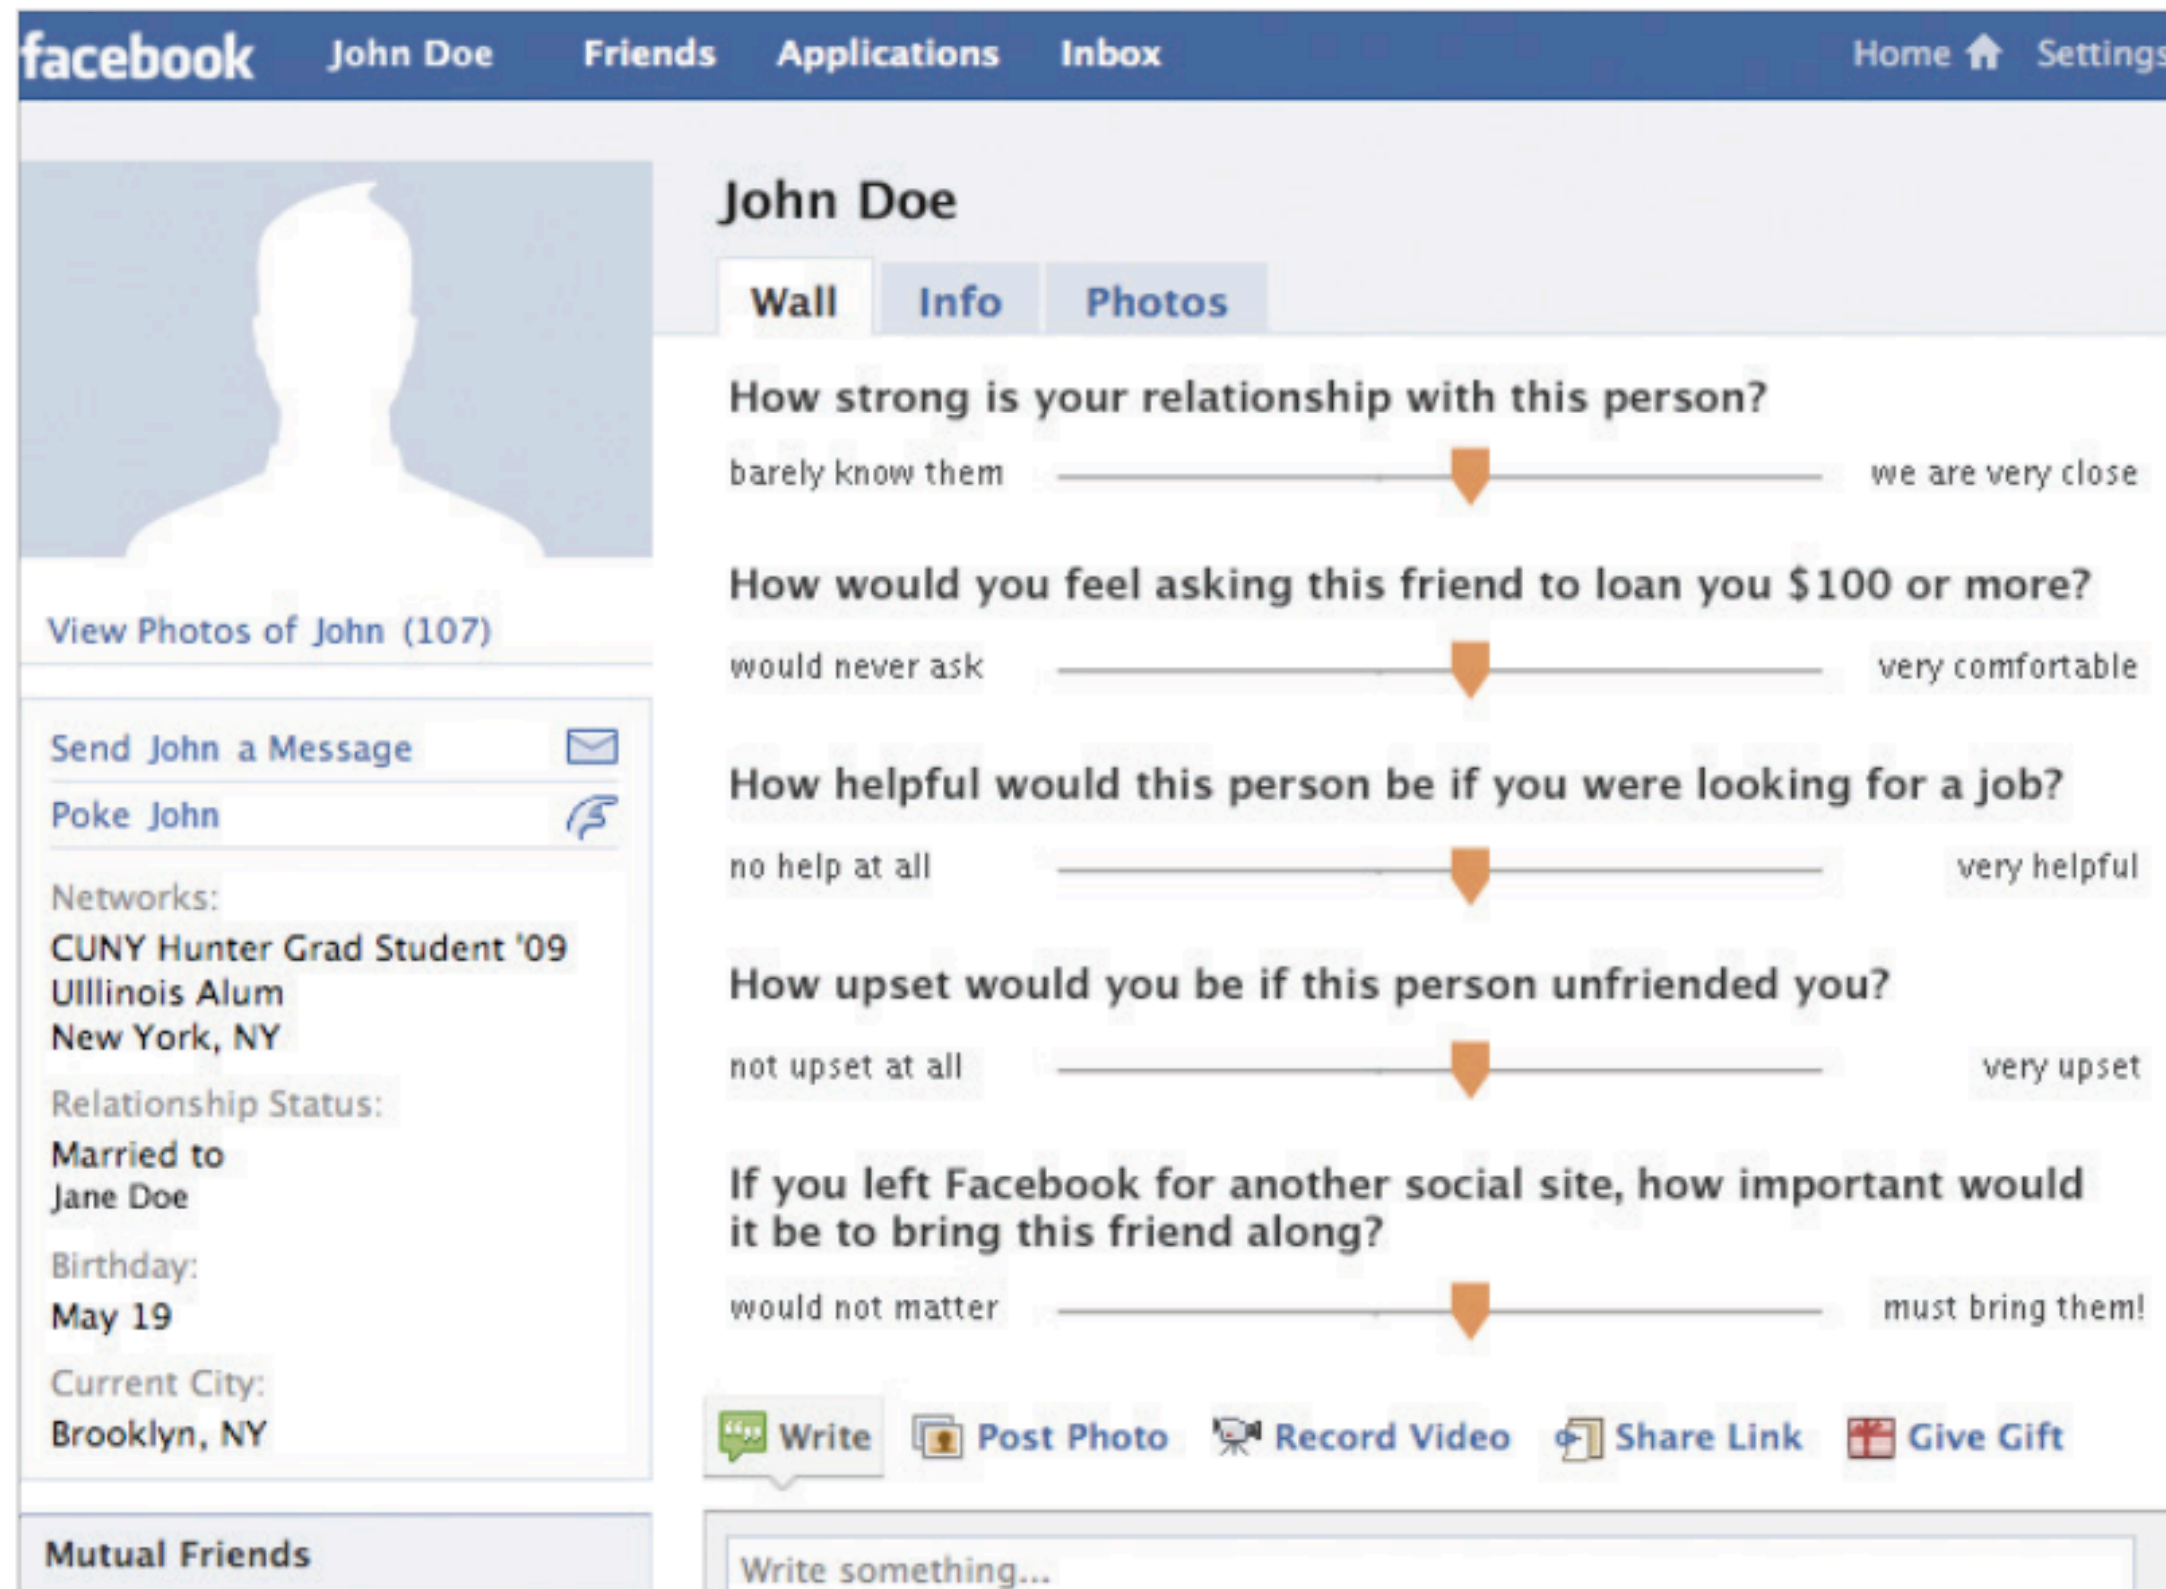 facebook John Doe Friends Applications Inbox Home Settings
John Doe
Wall Info Photos
View Photos of John (107)
Send John a Message
Poke John
Networks:
CUNY Hunter Grad Student '09
UIllinois Alum
New York, NY
Relationship Status:
Married to
Jane Doe
Birthday:
May 19
Current City:
Brooklyn, NY
Mutual Friends
How strong is your relationship with this person?
barely know them we are very close
How would you feel asking this friend to loan you $100 or more?
would never ask very comfortable
How helpful would this person be if you were looking for a job?
no help at all very helpful
How upset would you be if this person unfriended you?
not upset at all very upset
If you left Facebook for another social site, how important would
it be to bring this friend along?
would not matter must bring them!
Write Post Photo Record Video Share Link Give Gift
Write something...